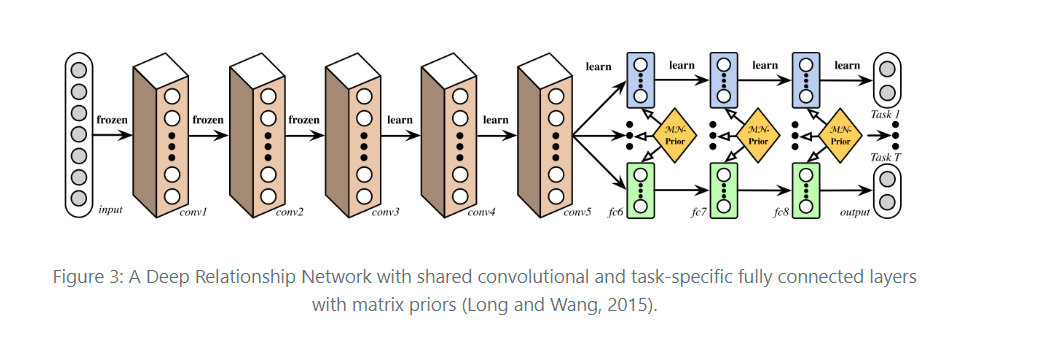 frozen frozen frozen learn learn learn learn learn learn
input conv1 conv2 conv3 conv4 conv5 fc6 fc7 fc8 output
MN-
Prior
MN-
Prior
MN-
Prior
Task 1
Task T
Figure 3: A Deep Relationship Network with shared convolutional and task-specific fully connected layers
with matrix priors (Long and Wang, 2015).